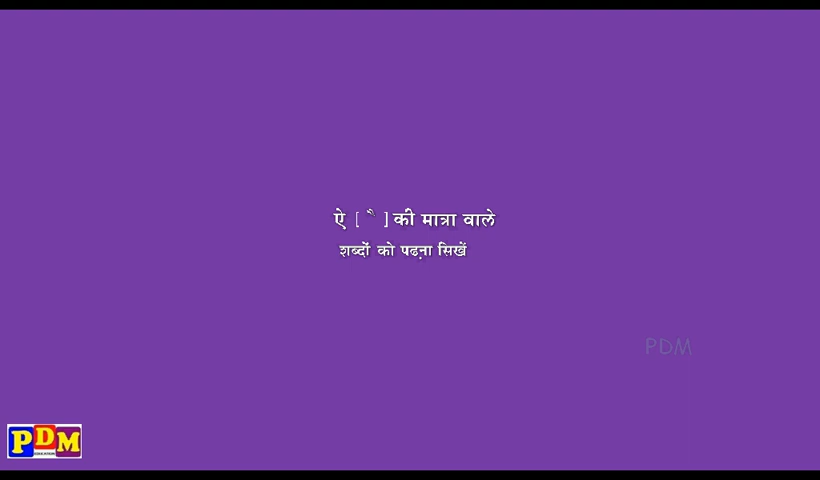 ऐ [ ै ] की मात्रा वाले
शब्दों को पढ़ना सिखें
PDM
PDM